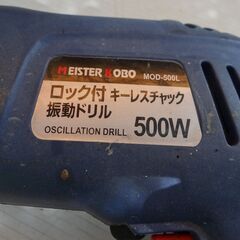 MEISTER KOBO
MOD-500L
ロック付 キーレスチャック
振動ドリル
OSCILLATION DRILL 500W